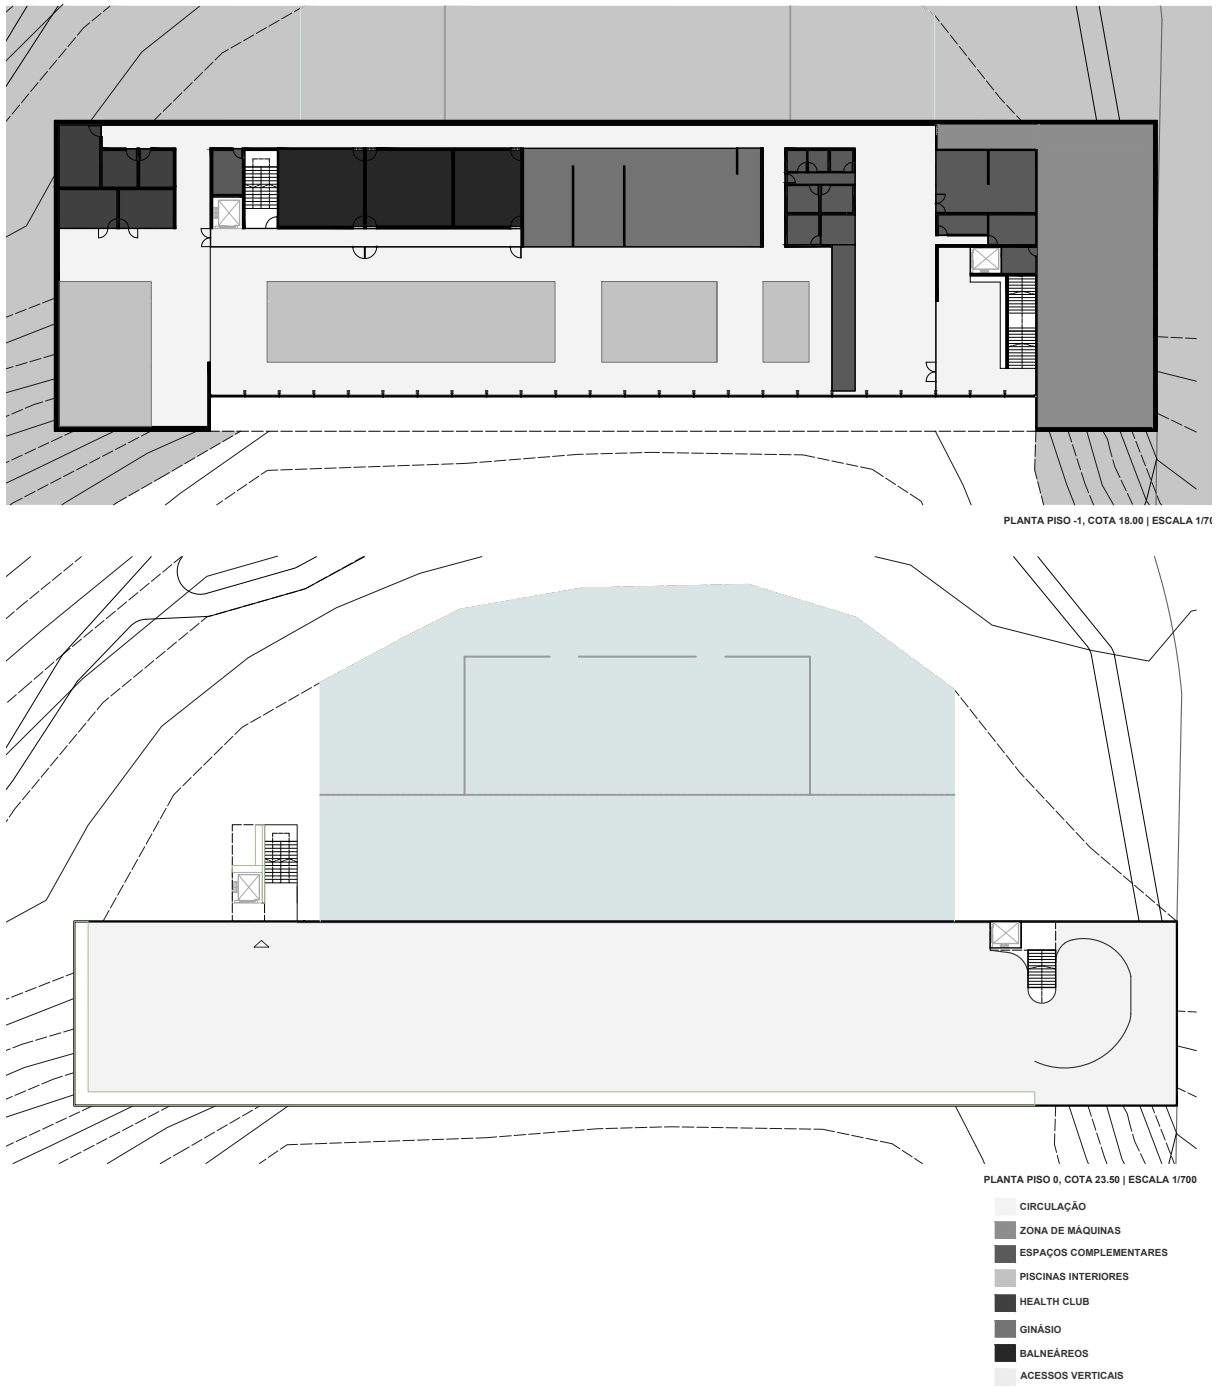 PLANTA PISO -1, COTA 18.00 | ESCALA 1/70
PLANTA PISO 0, COTA 23.50 | ESCALA 1/700
CIRCULAÇÃO
ZONA DE MÁQUINAS
ESPAÇOS COMPLEMENTARES
PISCINAS INTERIORES
HEALTH CLUB
GINÁSIO
BALNEÁREOS
ACESSOS VERTICAIS